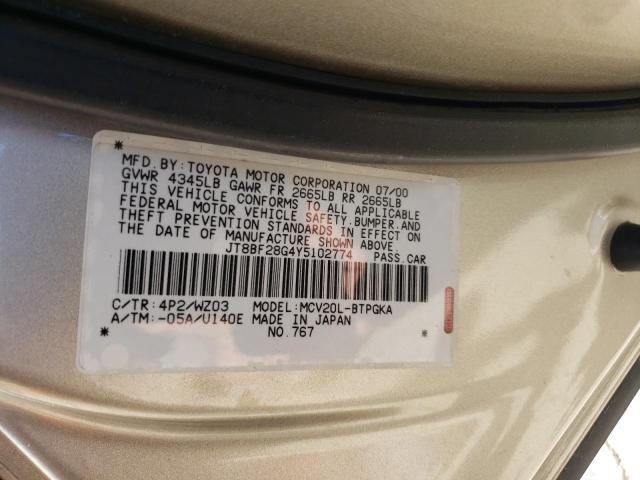 * *
MFD.BY:TOYOTA MOTOR CORPORATION 07/00
GVWR 4345LB GAWR FR 2665LB RR 2665LB
THIS VEHICLE CONFORMS TO ALL APPLICABLE
FEDERAL MOTOR VEHICLE SAFETY.BUMPER.AND
THEFT PREVENTION STANDARDS IN EFFECT ON
THE DATE OF MANUFACTURE SHOWN ABOVE.
JT8BF28G4Y5102774 PASS.CAR
C/TR:4P2/WZ03 MODEL:MCV20L-BTPGKA
A/TM:-05A/U140E MADE IN JAPAN
* NO.767 *